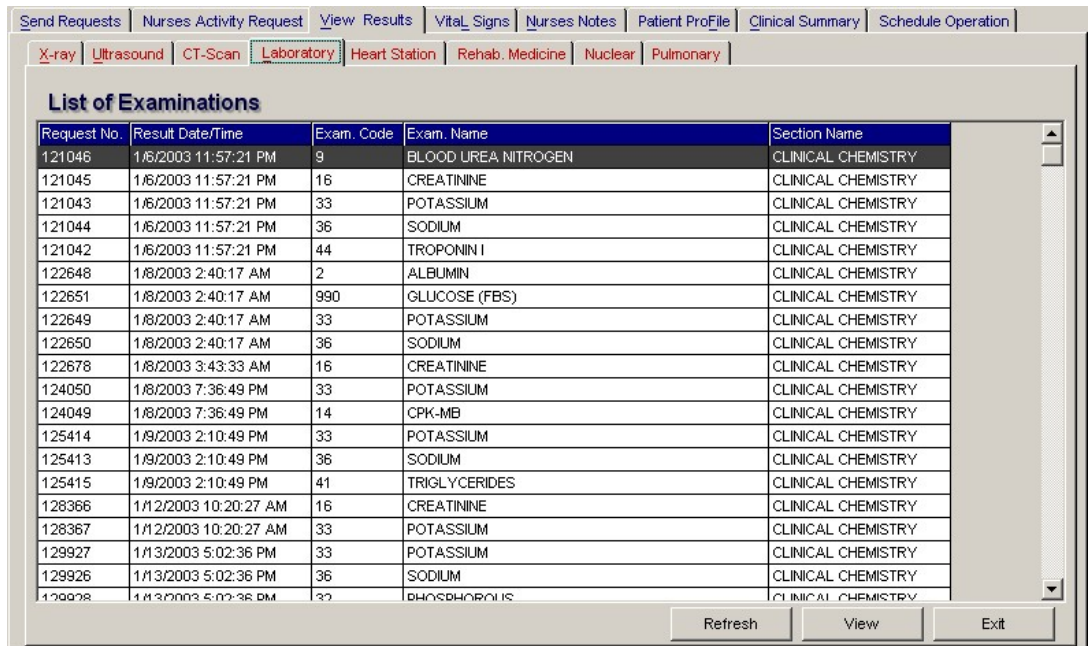 Send Requests Nurses Activity Request View Results VitaL Signs Nurses Notes Patient ProFile Clinical Summary Schedule Operation
X-ray Ultrasound CT-Scan Laboratory Heart Station Rehab. Medicine Nuclear Pulmonary
List of Examinations
Request No. Result Date/Time Exam. Code Exam. Name Section Name
121046 1/6/2003 11:57:21 PM 9 BLOOD UREA NITROGEN CLINICAL CHEMISTRY
121045 1/6/2003 11:57:21 PM 16 CREATININE CLINICAL CHEMISTRY
121043 1/6/2003 11:57:21 PM 33 POTASSIUM CLINICAL CHEMISTRY
121044 1/6/2003 11:57:21 PM 36 SODIUM CLINICAL CHEMISTRY
121042 1/6/2003 11:57:21 PM 44 TROPONIN I CLINICAL CHEMISTRY
122648 1/8/2003 2:40:17 AM 2 ALBUMIN CLINICAL CHEMISTRY
122651 1/8/2003 2:40:17 AM 990 GLUCOSE (FBS) CLINICAL CHEMISTRY
122649 1/8/2003 2:40:17 AM 33 POTASSIUM CLINICAL CHEMISTRY
122650 1/8/2003 2:40:17 AM 36 SODIUM CLINICAL CHEMISTRY
122678 1/8/2003 3:43:33 AM 16 CREATININE CLINICAL CHEMISTRY
124050 1/8/2003 7:36:49 PM 33 POTASSIUM CLINICAL CHEMISTRY
124049 1/8/2003 7:36:49 PM 14 CPK-MB CLINICAL CHEMISTRY
125414 1/9/2003 2:10:49 PM 33 POTASSIUM CLINICAL CHEMISTRY
125413 1/9/2003 2:10:49 PM 36 SODIUM CLINICAL CHEMISTRY
125415 1/9/2003 2:10:49 PM 41 TRIGLYCERIDES CLINICAL CHEMISTRY
128366 1/12/2003 10:20:27 AM 16 CREATININE CLINICAL CHEMISTRY
128367 1/12/2003 10:20:27 AM 33 POTASSIUM CLINICAL CHEMISTRY
129927 1/13/2003 5:02:36 PM 33 POTASSIUM CLINICAL CHEMISTRY
129926 1/13/2003 5:02:36 PM 36 SODIUM CLINICAL CHEMISTRY
129928 1/13/2003 5:02:36 PM 32 PHOSPHOROUS CLINICAL CHEMISTRY
Refresh View Exit